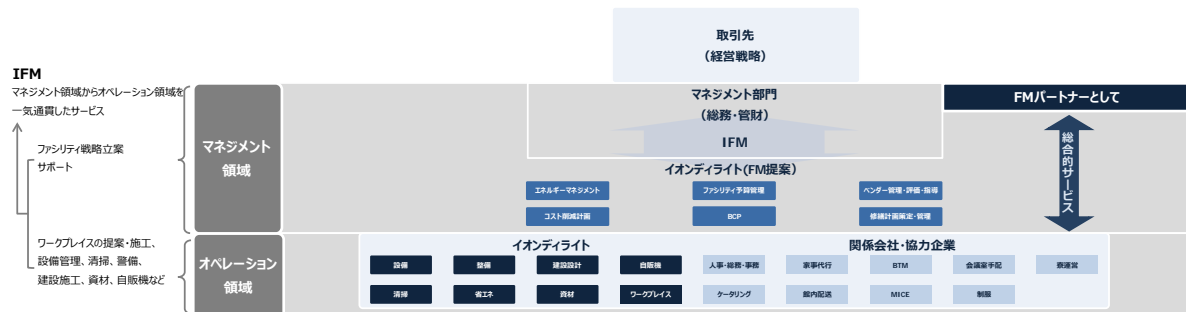 取引先
（経営戦略）
IFM
マネジメント領域からオペレーション領域を
一気通貫したサービス
ファシリティ戦略立案
サポート
ワークプレイスの提案・施工、
設備管理、清掃、警備、
建設施工、資材、自販機など
マネジメント
領域
マネジメント部門
（総務・管財）
IFM
FMパートナーとして
総合的サービス
イオンディライト(FM提案）
エネルギーマネジメント
ファシリティ予算管理
ベンダー管理・評価・指導
コスト削減計画
BCP
修繕計画策定・管理
オペレーション
領域
イオンディライト
関係会社・協力企業
設備
整備
建設設計
自販機
人事・総務・事務
家事代行
BTM
会議室手配
寮運営
清掃
省エネ
資材
ワークプレイス
ケータリング
館内配送
MICE
制服